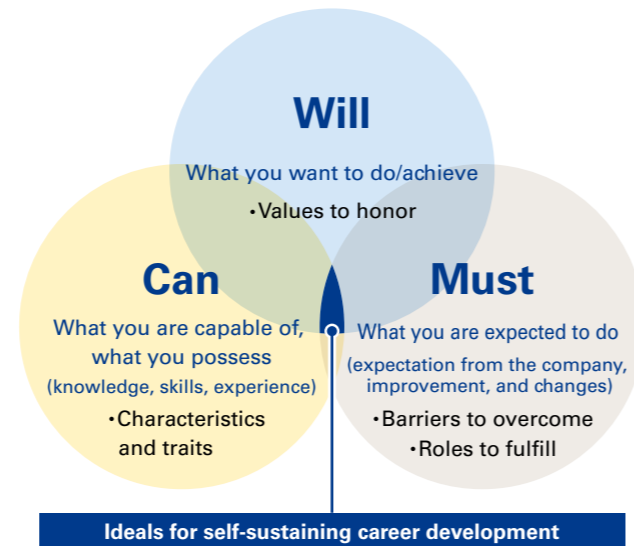 Will
What you want to do/achieve
・Values to honor
Can
What you are capable of,
what you possess
(knowledge, skills, experience)
・Characteristics
and traits
Must
What you are expected to do
(expectation from the company,
improvement, and changes)
・Barriers to overcome
・Roles to fulfill
Ideals for self-sustaining career development